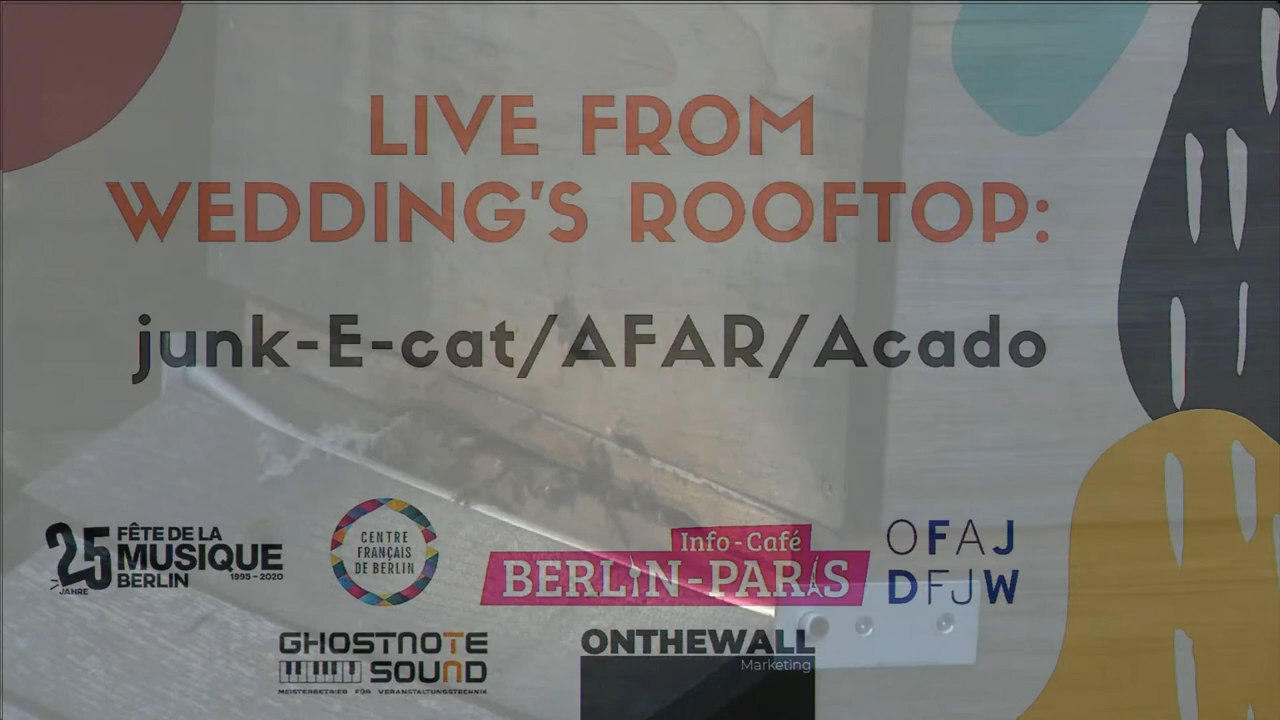 LIVE FROM
WEDDING'S ROOFTOP:
junk-E-cat/AFAR/Acado
25
JAHRE
FÊTE DE LA
MUSIQUE
BERLIN 1995 – 2020
CENTRE
FRANÇAIS
DE BERLIN
Info-Café
BERLIN-PARIS
OFAJ
DFJW
GHOSTNOTE
SOUND
MEISTERBETRIEB FÜR VERANSTALTUNGSTECHNIK
ONTHEWALL
Marketing